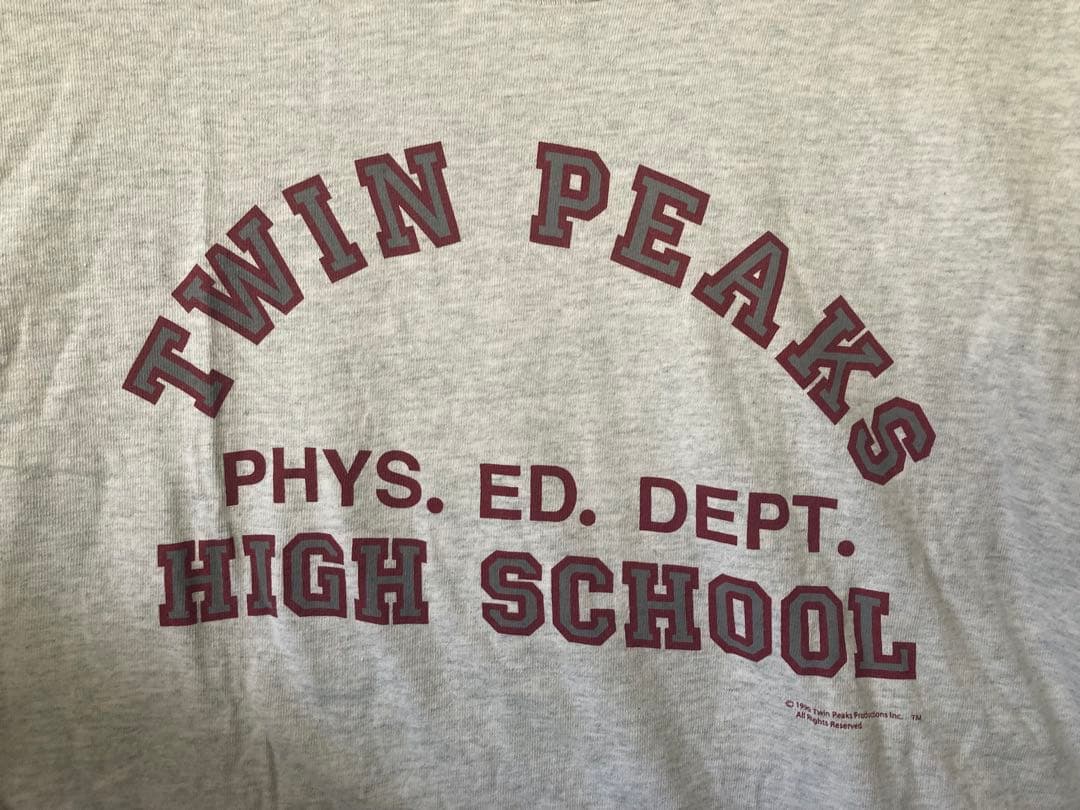 TWIN PEAKS
PHYS. ED. DEPT.
HIGH SCHOOL
© Twin Peaks Productions Inc. TM
All Rights Reserved